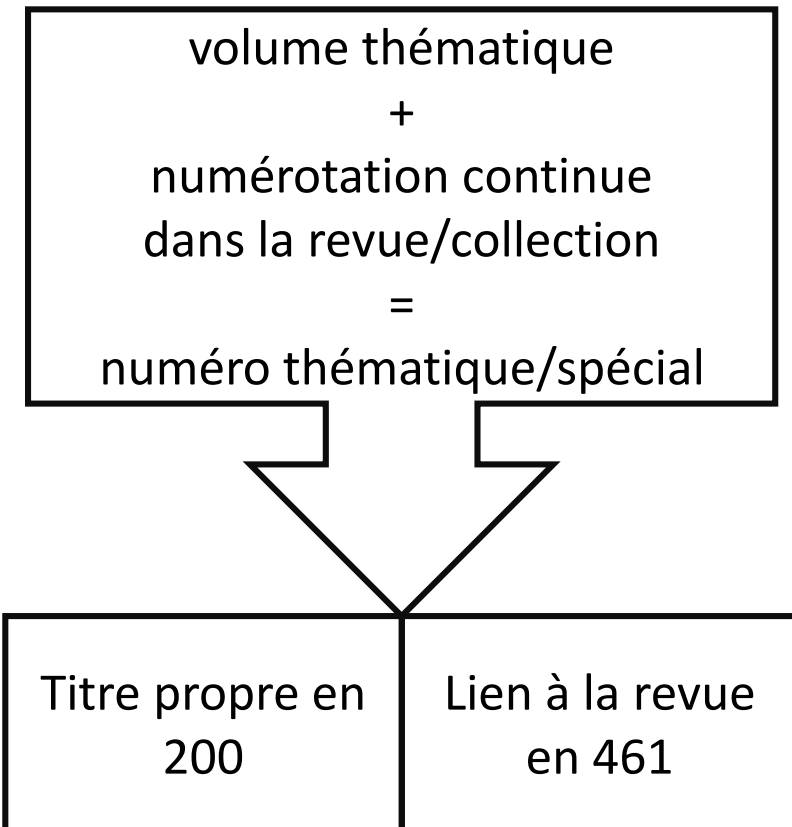 volume thématique
+
numérotation continue
dans la revue/collection
=
numéro thématique/spécial
Titre propre en
200
Lien à la revue
en 461